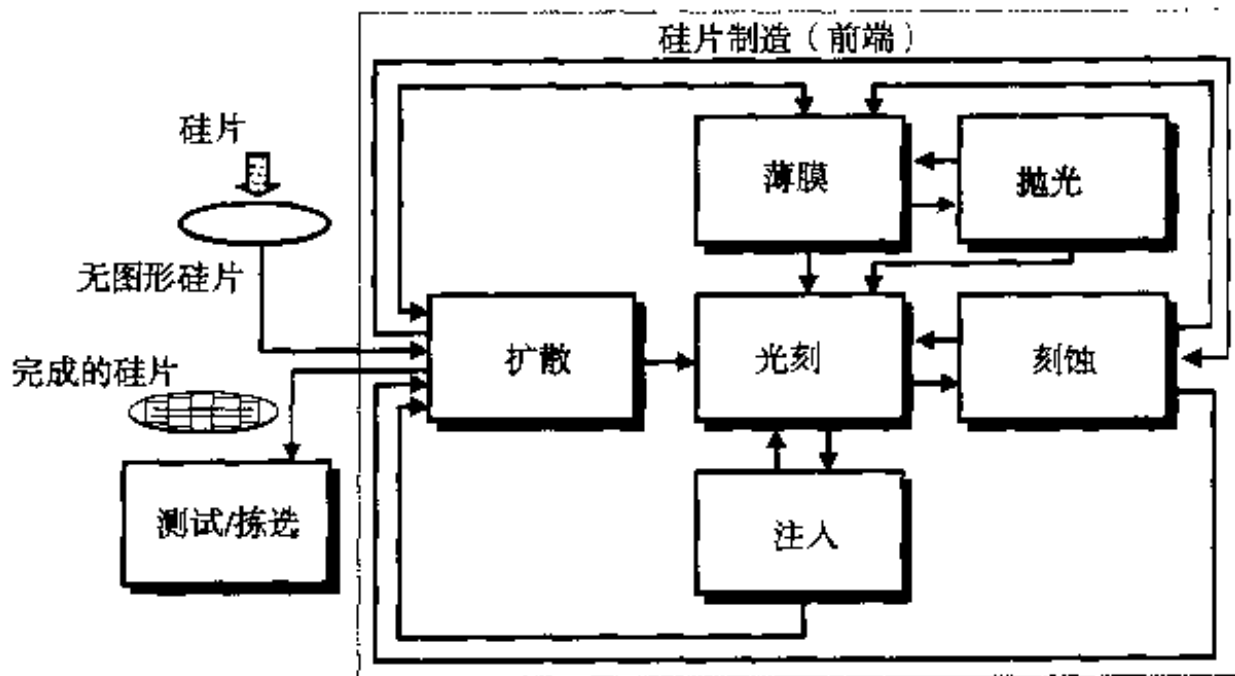 硅片制造（前端）
硅片
薄膜
抛光
无图形硅片
扩散
光刻
刻蚀
完成的硅片
测试/拣选
注入